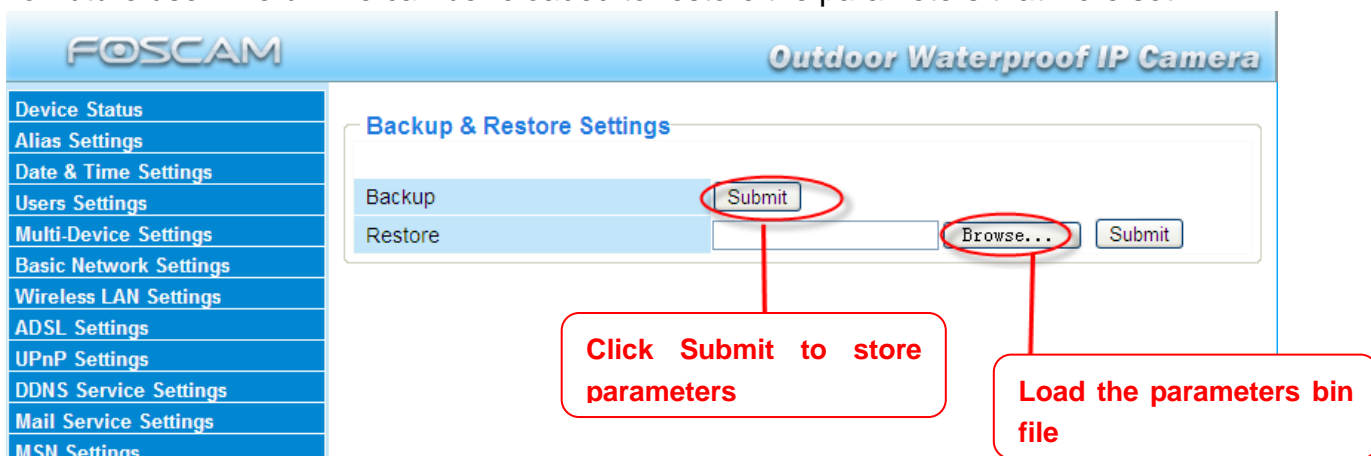 FOSCAM
Outdoor Waterproof IP Camera
Device Status
Alias Settings
Date & Time Settings
Users Settings
Multi-Device Settings
Basic Network Settings
Wireless LAN Settings
ADSL Settings
UPnP Settings
DDNS Service Settings
Mail Service Settings
MSN Settings
Backup & Restore Settings
Backup Submit
Restore Browse... Submit
Click Submit to store
parameters
Load the parameters bin
file